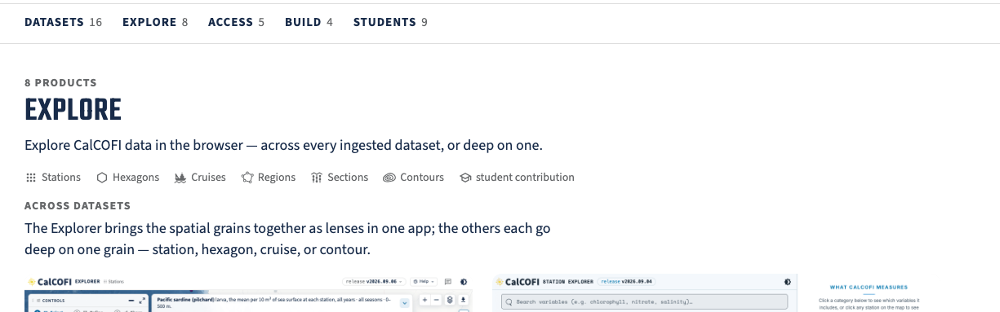 DATASETS 16 EXPLORE 8 ACCESS 5 BUILD 4 STUDENTS 9
8 PRODUCTS
EXPLORE
Explore CalCOFI data in the browser — across every ingested dataset, or deep on one.
Stations Hexagons Cruises Regions Sections Contours student contribution
ACROSS DATASETS
The Explorer brings the spatial grains together as lenses in one app; the others each go
deep on one grain — station, hexagon, cruise, or contour.
CalCOFI EXPLORER Stations release v2026.09.06 Help
CONTROLS
Pacific sardine (pilchard) larva, the mean per 10 m² of sea surface at each station, all years · all seasons · 0–
500 m.
CalCOFI STATION EXPLORER release v2026.09.04
Search variables (e.g. chlorophyll, nitrate, salinity)…
WHAT CALCOFI MEASURES
Click a category below to see which variables it
includes, or click any station on the map to see